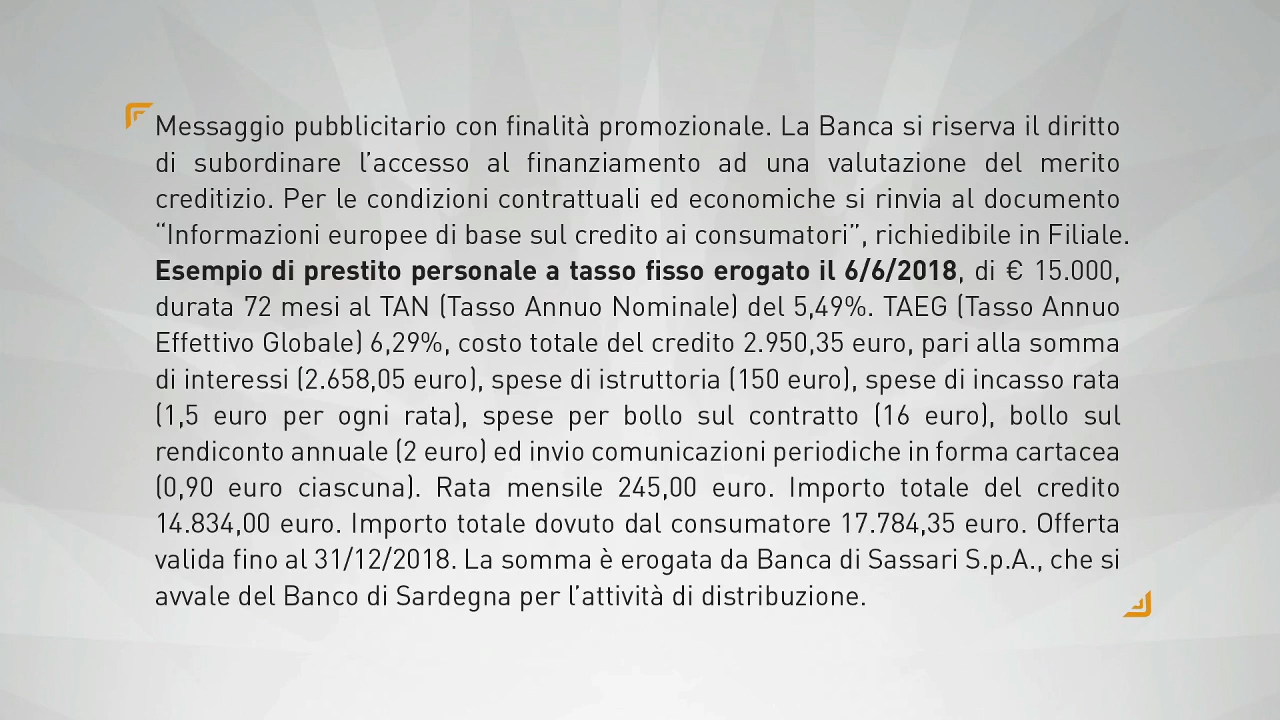 Messaggio pubblicitario con finalità promozionale. La Banca si riserva il diritto
di subordinare l’accesso al finanziamento ad una valutazione del merito
creditizio. Per le condizioni contrattuali ed economiche si rinvia al documento
“Informazioni europee di base sul credito ai consumatori”, richiedibile in Filiale.
Esempio di prestito personale a tasso fisso erogato il 6/6/2018, di € 15.000,
durata 72 mesi al TAN (Tasso Annuo Nominale) del 5,49%. TAEG (Tasso Annuo
Effettivo Globale) 6,29%, costo totale del credito 2.950,35 euro, pari alla somma
di interessi (2.658,05 euro), spese di istruttoria (150 euro), spese di incasso rata
(1,5 euro per ogni rata), spese per bollo sul contratto (16 euro), bollo sul
rendiconto annuale (2 euro) ed invio comunicazioni periodiche in forma cartacea
(0,90 euro ciascuna). Rata mensile 245,00 euro. Importo totale del credito
14.834,00 euro. Importo totale dovuto dal consumatore 17.784,35 euro. Offerta
valida fino al 31/12/2018. La somma è erogata da Banca di Sassari S.p.A., che si
avvale del Banco di Sardegna per l’attività di distribuzione.